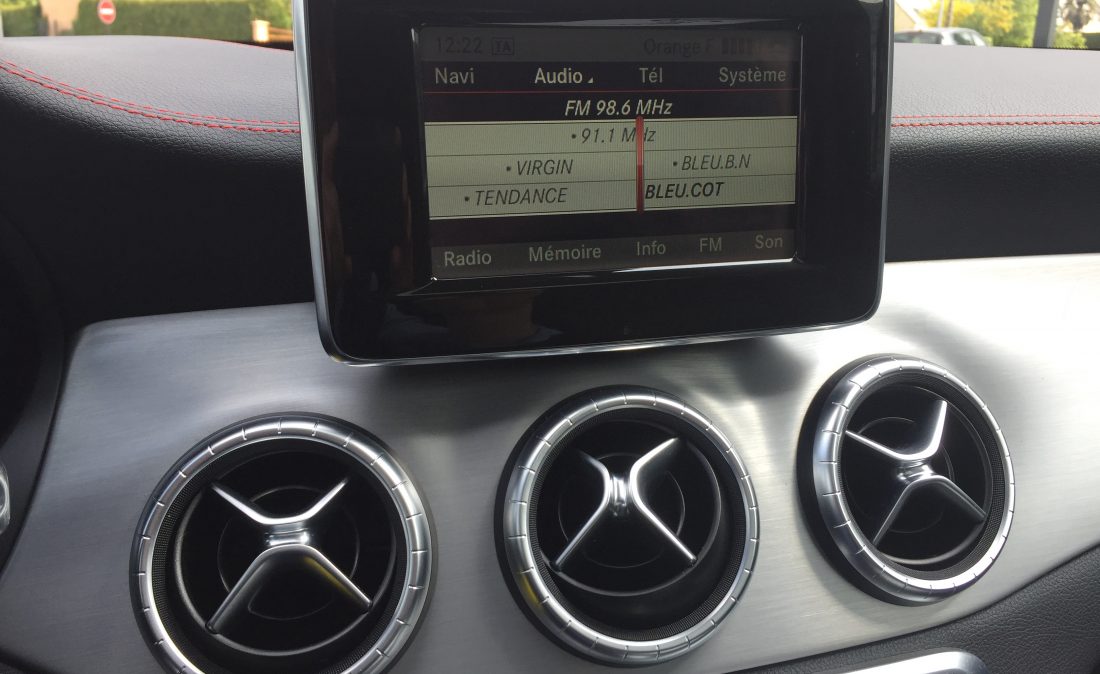 12:22 TA Orange F
Navi Audio Tél Système
FM 98.6 MHz
• 91.1 MHz
• VIRGIN • BLEU.B.N
• TENDANCE BLEU.COT
Radio Mémoire Info FM Son